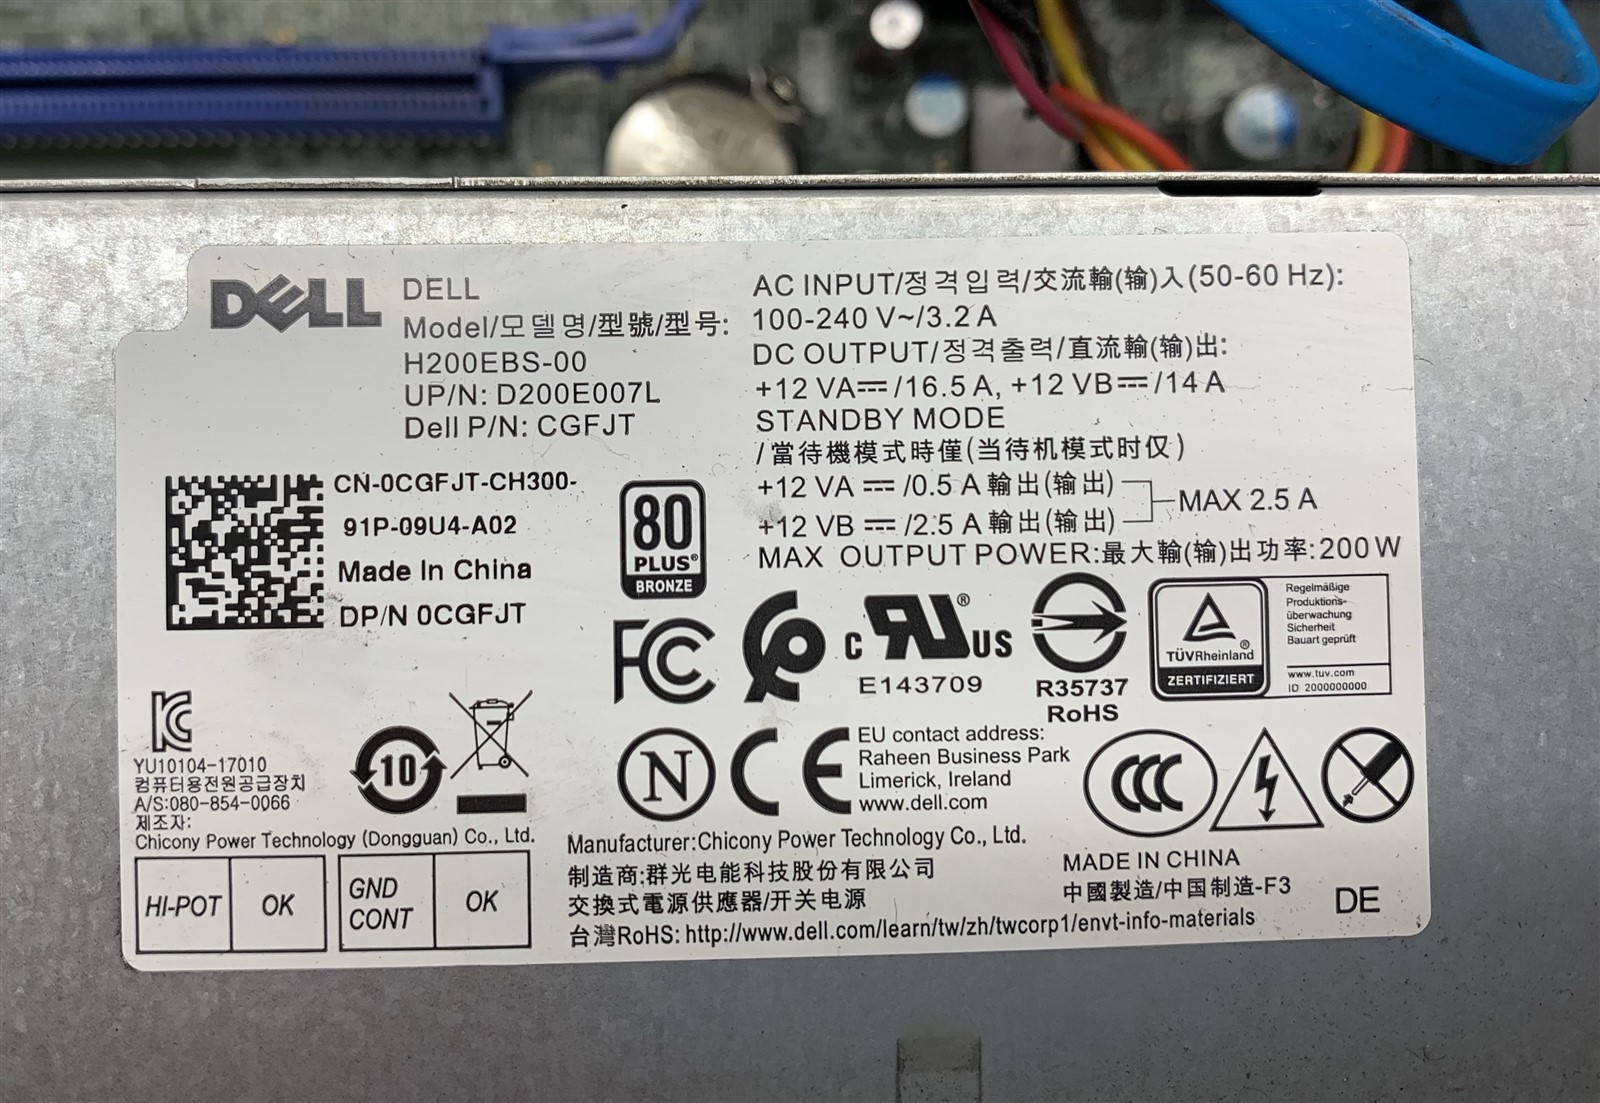 DELL
DELL
Model/모델명/型號/型号:
H200EBS-00
UP/N: D200E007L
Dell P/N: CGFJT
AC INPUT/정격입력/交流輸(输)入(50-60 Hz):
100-240 V~/3.2 A
DC OUTPUT/정격출력/直流輸(输)出:
+12 VA⎓/16.5 A, +12 VB⎓/14 A
STANDBY MODE
/當待機模式時僅(当待机模式时仅)
+12 VA ⎓ /0.5 A 輸出(输出)
+12 VB ⎓ /2.5 A 輸出(输出)
MAX 2.5 A
MAX OUTPUT POWER:最大輸(输)出功率:200 W
CN-0CGFJT-CH300-
91P-09U4-A02
Made In China
DP/N 0CGFJT
80
PLUS®
BRONZE
FC
c RU® US
E143709
R35737
RoHS
TÜVRheinland®
ZERTIFIZIERT
Regelmäßige
Produktions-
überwachung
Sicherheit
Bauart geprüft
www.tuv.com
ID 2000000000
KC
YU10104-17010
컴퓨터용전원공급장치
A/S:080-854-0066
제조자:
Chicony Power Technology (Dongguan) Co., Ltd.
10
N
CE
EU contact address:
Raheen Business Park
Limerick, Ireland
www.dell.com
CCC
HI-POT
OK
GND
CONT
OK
Manufacturer:Chicony Power Technology Co., Ltd.
制造商:群光电能科技股份有限公司
交換式電源供應器/开关电源
台灣RoHS: http://www.dell.com/learn/tw/zh/twcorp1/envt-info-materials
MADE IN CHINA
中國製造/中国制造-F3
DE